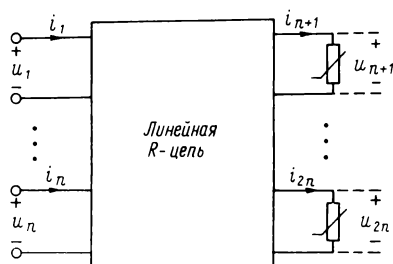 i1
+
u1
−
in
+
un
−
Линейная
R-цепь
in+1
+
un+1
−
i2n
+
u2n
−